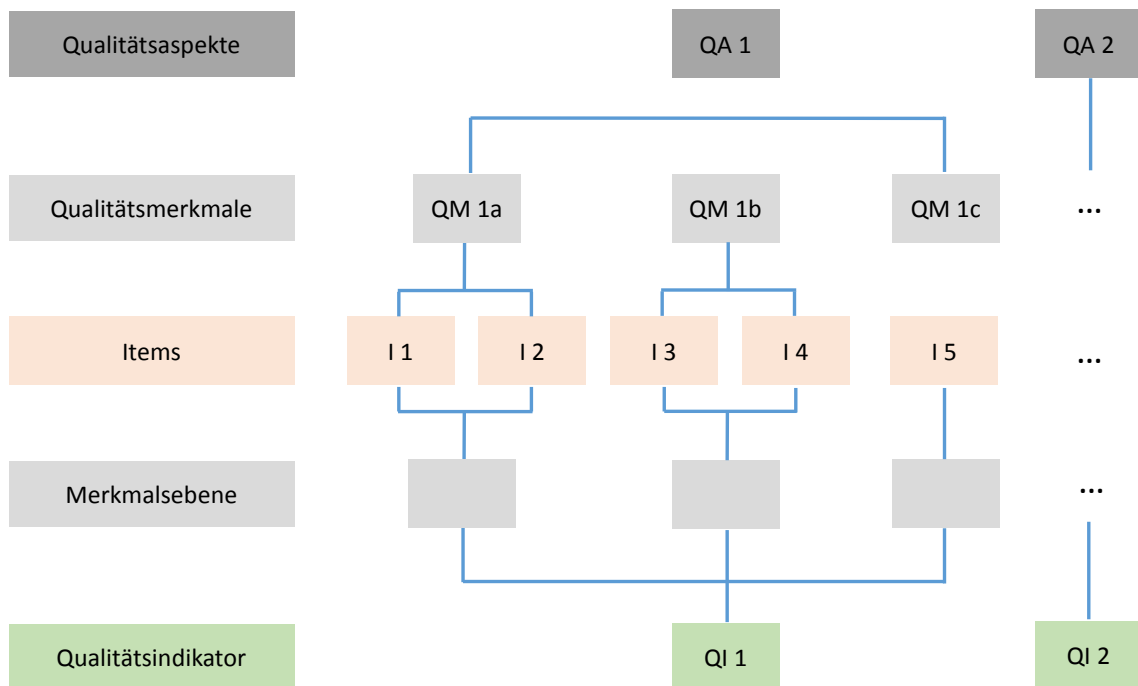 Qualitätsaspekte QA 1 QA 2
Qualitätsmerkmale QM 1a QM 1b QM 1c ...
Items I 1 I 2 I 3 I 4 I 5 ...
Merkmalsebene ...
Qualitätsindikator QI 1 QI 2